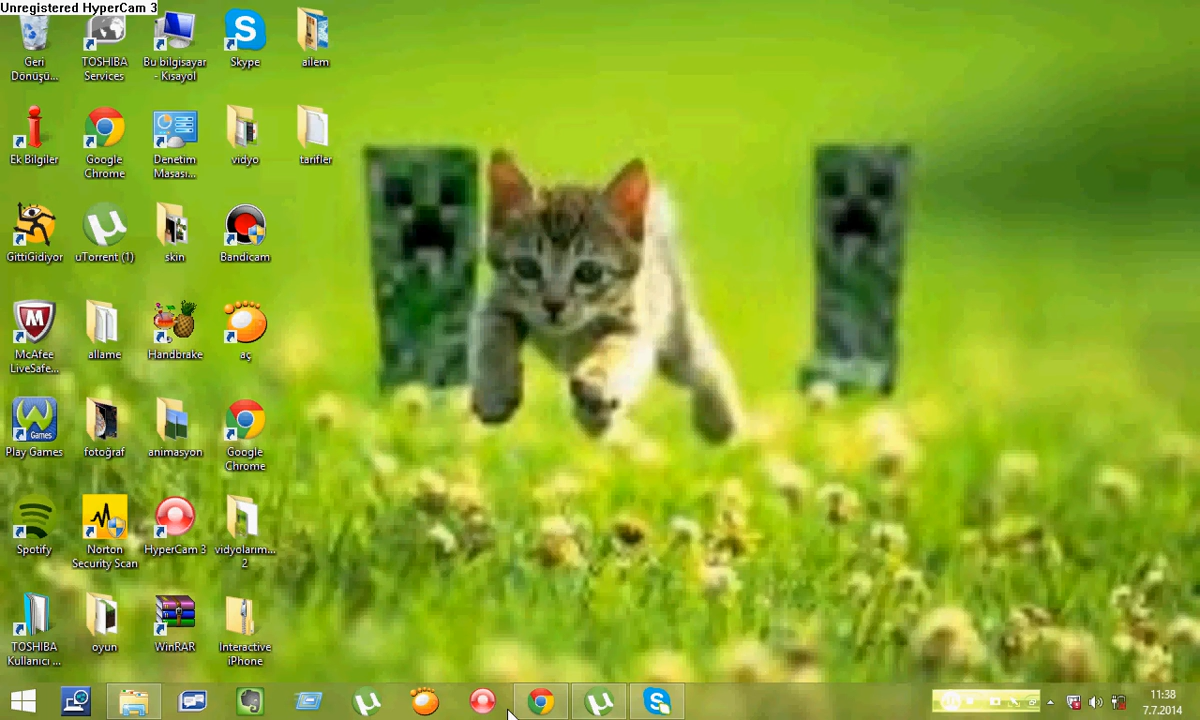 Unregistered HyperCam 3
Geri
Dönüşü...
TOSHIBA
Services
Bu bilgisayar
- Kısayol
Skype
ailem
Ek Bilgiler
Google
Chrome
Denetim
Masası...
vidyo
tarifler
GittiGidiyor
uTorrent (1)
skin
Bandicam
McAfee
LiveSafe...
allame
Handbrake
aç
Games
Play Games
fotoğraf
animasyon
Google
Chrome
Spotify
Norton
Security Scan
HyperCam 3
vidyolarım...
2
TOSHIBA
Kullanıcı ...
oyun
WinRAR
Interactive
iPhone
11:38
7.7.2014